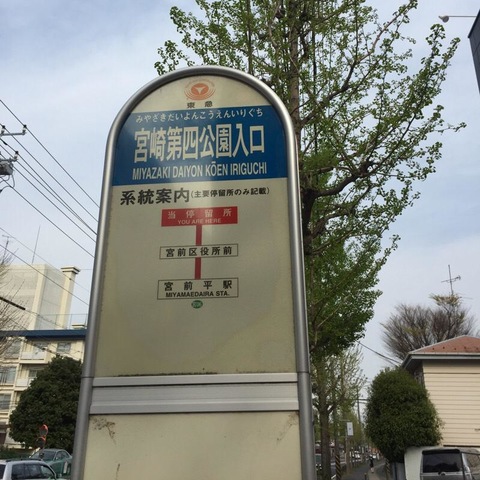 東急
みやざきだいよんこうえんいりぐち
宮崎第四公園入口
MIYAZAKI DAIYON KŌEN IRIGUCHI
系統案内(主要停留所のみ記載)
当停留所
YOU ARE HERE
宮前区役所前
宮前平駅
MIYAMAEDAIRA STA.